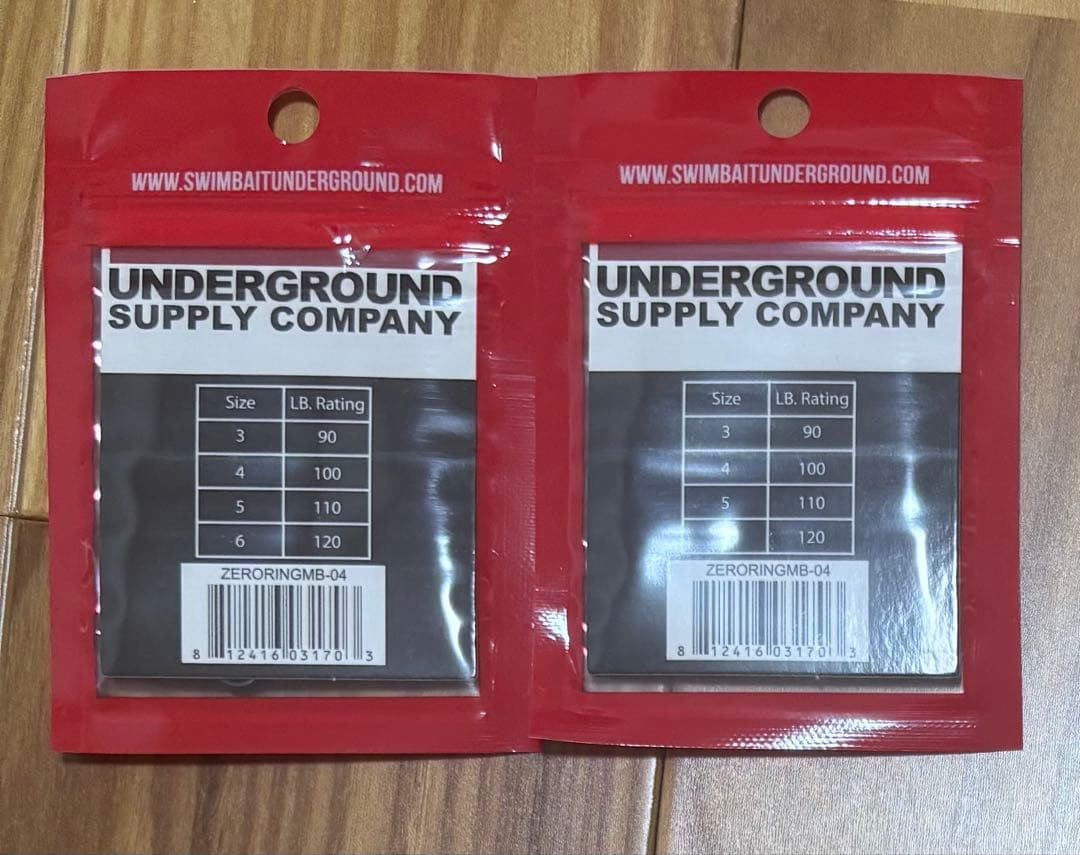 WWW.SWIMBAITUNDERGROUND.COM
UNDERGROUND
SUPPLY COMPANY
Size LB. Rating
3 90
4 100
5 110
6 120
ZERORINGMB-04
8 12416 03170 3
WWW.SWIMBAITUNDERGROUND.COM
UNDERGROUND
SUPPLY COMPANY
Size LB. Rating
3 90
4 100
5 110
120
ZERORINGMB-04
8 12416 03170 3